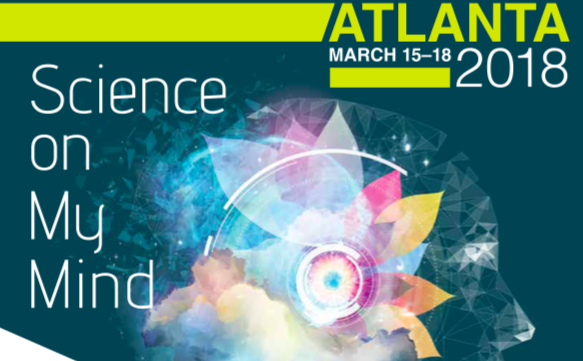 ATLANTA
MARCH 15–18
2018
Science
on
My
Mind